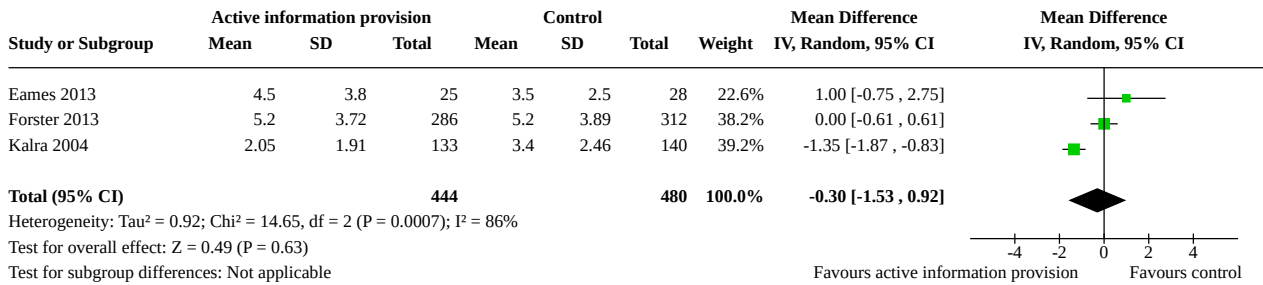 Active information provision Control Mean Difference Mean Difference
Study or Subgroup Mean SD Total Mean SD Total Weight IV, Random, 95% CI IV, Random, 95% CI
Eames 2013 4.5 3.8 25 3.5 2.5 28 22.6% 1.00 [-0.75 , 2.75]
Forster 2013 5.2 3.72 286 5.2 3.89 312 38.2% 0.00 [-0.61 , 0.61]
Kalra 2004 2.05 1.91 133 3.4 2.46 140 39.2% -1.35 [-1.87 , -0.83]
Total (95% CI) 444 480 100.0% -0.30 [-1.53 , 0.92]
Heterogeneity: Tau² = 0.92; Chi² = 14.65, df = 2 (P = 0.0007); I² = 86%
Test for overall effect: Z = 0.49 (P = 0.63) -4 -2 0 2 4
Test for subgroup differences: Not applicable Favours active information provision Favours control